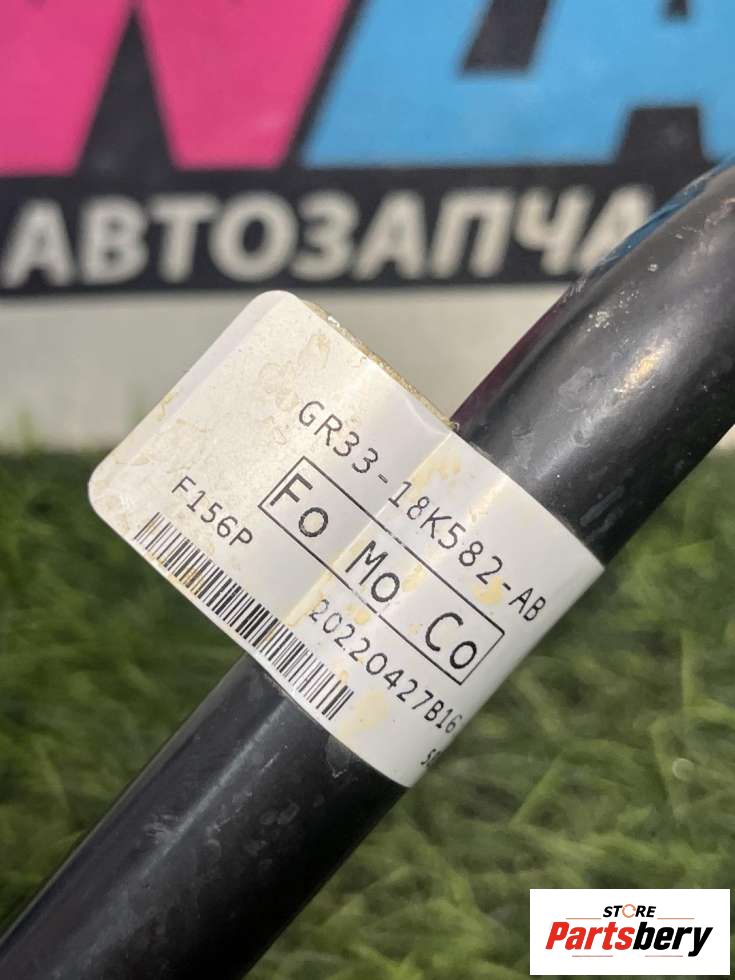 АВТОЗАПЧА
GR33-18K582-AB
Fo Mo Co
F156P
20220427B16
STORE
Partsbery